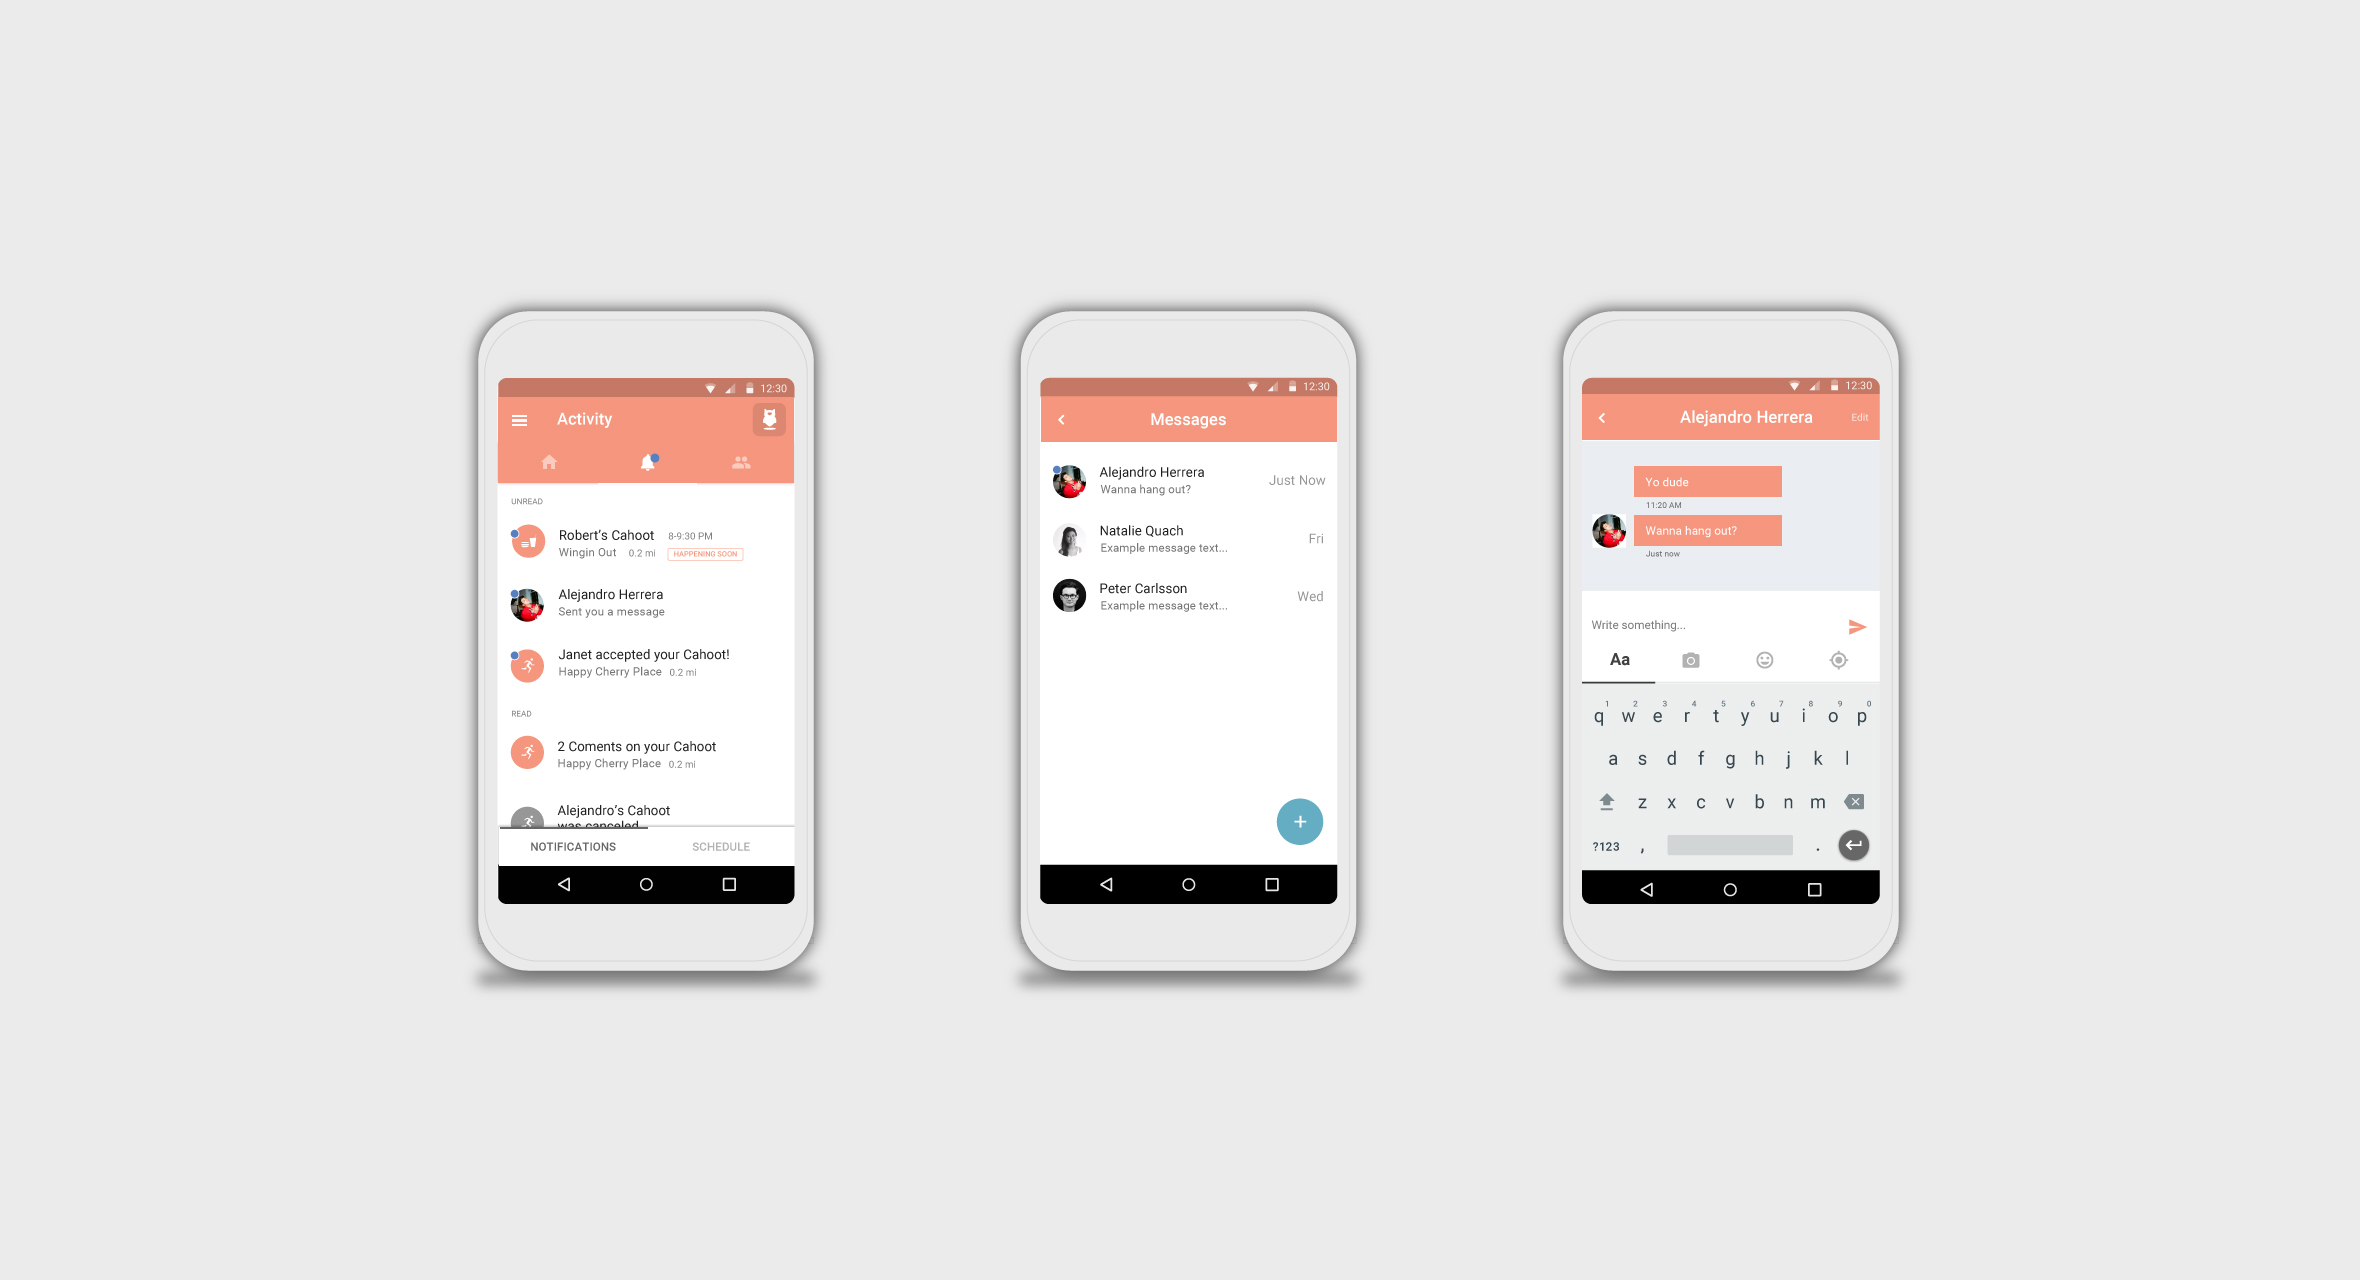 12:30
Activity
UNREAD
Robert's Cahoot 8-9:30 PM
Wingin Out 0.2 mi HAPPENING SOON
Alejandro Herrera
Sent you a message
Janet accepted your Cahoot!
Happy Cherry Place 0.2 mi
READ
2 Coments on your Cahoot
Happy Cherry Place 0.2 mi
Alejandro's Cahoot
was canceled
NOTIFICATIONS SCHEDULE
12:30
Messages
Alejandro Herrera
Wanna hang out?
Just Now
Natalie Quach
Example message text...
Fri
Peter Carlsson
Example message text...
Wed
+
12:30
Alejandro Herrera Edit
Yo dude
11:20 AM
Wanna hang out?
Just now
Write something...
Aa
1 2 3 4 5 6 7 8 9 0
q w e r t y u i o p
a s d f g h j k l
z x c v b n m
?123 , .